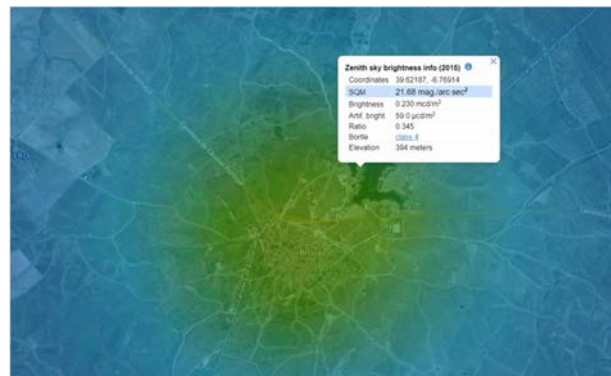 Zenith sky brightness info (2015)
Coordinates 39.62187, -6.76914
SQM 21.68 mag./arc sec²
Brightness 0.230 mcd/m²
Artif. bright. 59.0 μcd/m²
Ratio 0.345
Bortle class 4
Elevation 394 meters